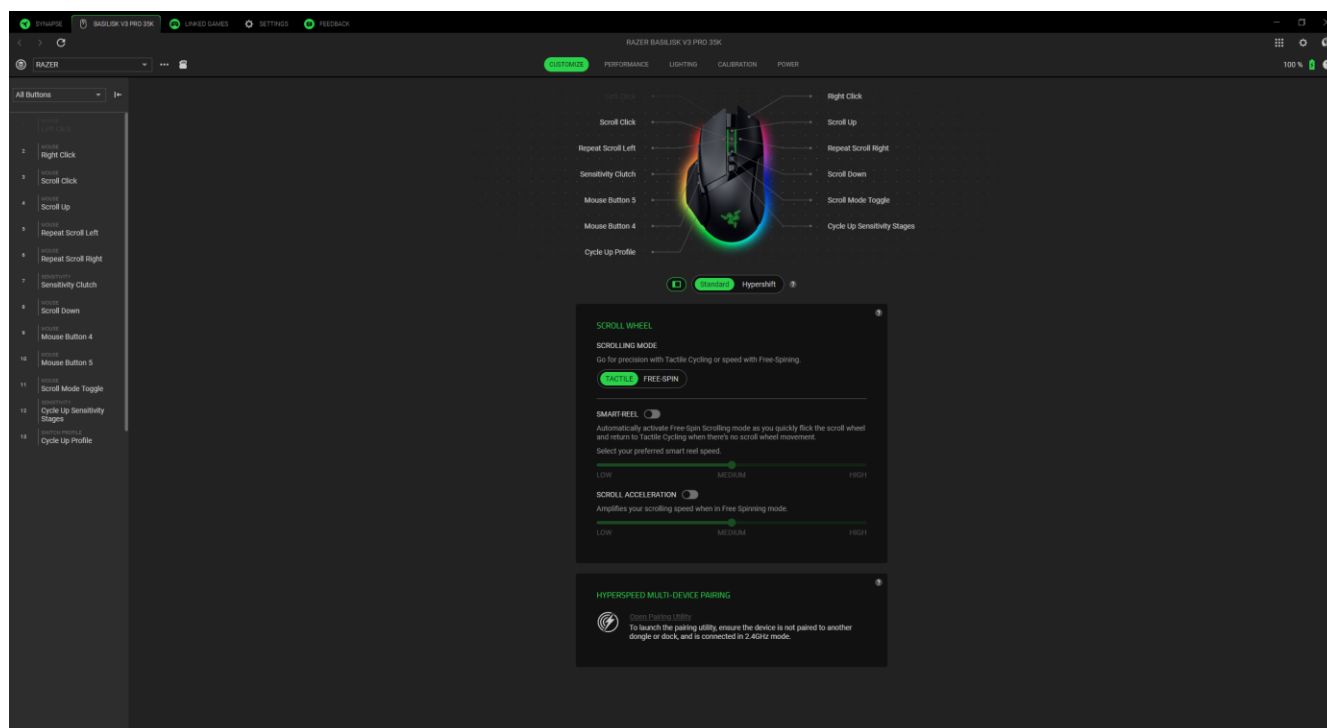 SYNAPSE
BASILISK V3 PRO 35K
LINKED GAMES
SETTINGS
FEEDBACK
RAZER BASILISK V3 PRO 35K
RAZER
CUSTOMIZE
PERFORMANCE
LIGHTING
CALIBRATION
POWER
100 %
All Buttons
MOUSE
Left Click
2
MOUSE
Right Click
3
MOUSE
Scroll Click
4
MOUSE
Scroll Up
5
MOUSE
Repeat Scroll Left
6
MOUSE
Repeat Scroll Right
7
SENSITIVITY
Sensitivity Clutch
8
MOUSE
Scroll Down
9
MOUSE
Mouse Button 4
10
MOUSE
Mouse Button 5
11
MOUSE
Scroll Mode Toggle
12
SENSITIVITY
Cycle Up Sensitivity
Stages
13
SWITCH PROFILE
Cycle Up Profile
Left Click
Scroll Click
Repeat Scroll Left
Sensitivity Clutch
Mouse Button 5
Mouse Button 4
Cycle Up Profile
Right Click
Scroll Up
Repeat Scroll Right
Scroll Down
Scroll Mode Toggle
Cycle Up Sensitivity Stages
Standard
Hypershift
?
?
SCROLL WHEEL
SCROLLING MODE
Go for precision with Tactile Cycling or speed with Free-Spining.
TACTILE
FREE-SPIN
SMART-REEL
Automatically activate Free-Spin Scrolling mode as you quickly flick the scroll wheel
and return to Tactile Cycling when there's no scroll wheel movement.
Select your preferred smart reel speed.
LOW
MEDIUM
HIGH
SCROLL ACCELERATION
Amplifies your scrolling speed when in Free Spinning mode.
LOW
MEDIUM
HIGH
?
HYPERSPEED MULTI-DEVICE PAIRING
Open Pairing Utility
To launch the pairing utility, ensure the device is not paired to another
dongle or dock, and is connected in 2.4GHz mode.